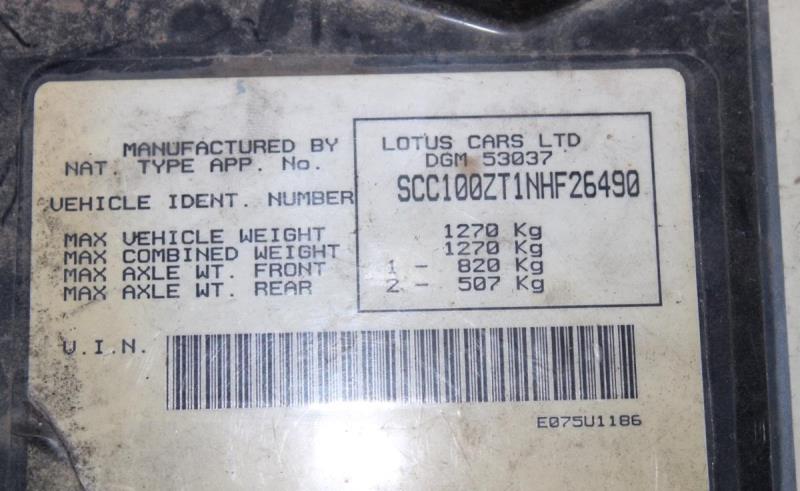 MANUFACTURED BY LOTUS CARS LTD
NAT. TYPE APP. No. DGM 53037
VEHICLE IDENT. NUMBER SCC100ZT1NHF26490
MAX VEHICLE WEIGHT 1270 Kg
MAX COMBINED WEIGHT 1270 Kg
MAX AXLE WT. FRONT 1 - 820 Kg
MAX AXLE WT. REAR 2 - 507 Kg
V.I.N.
E075U1186